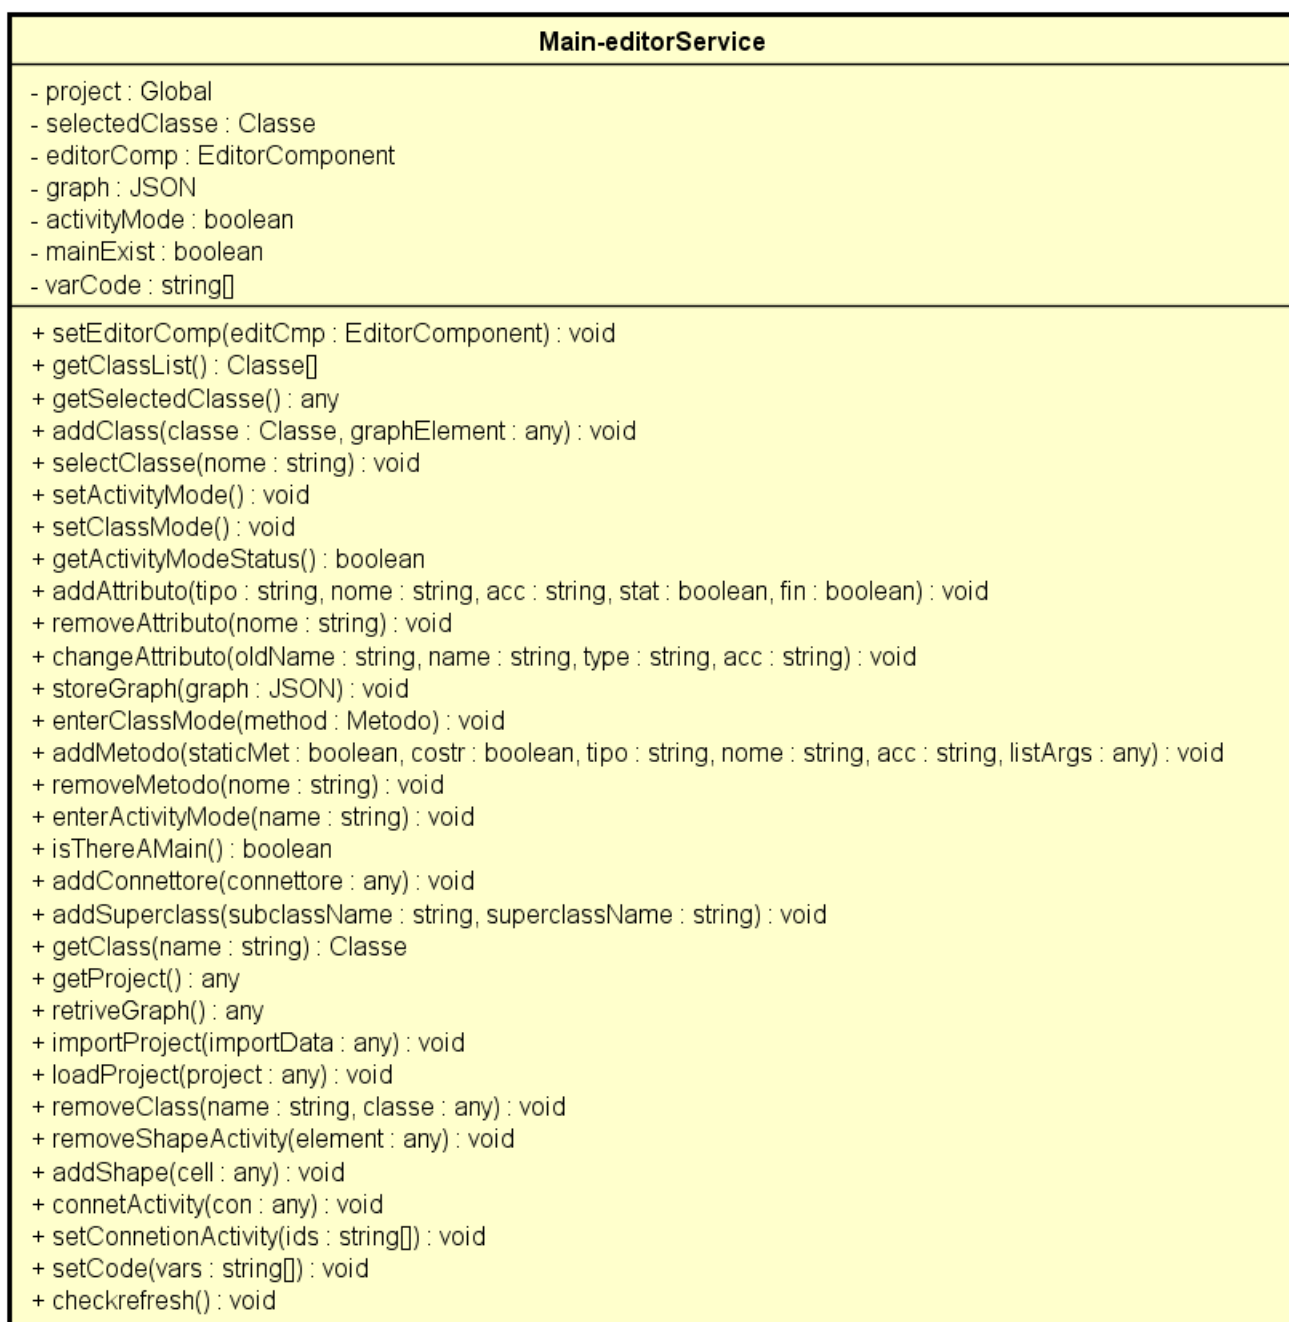 Main-editorService
- project : Global
- selectedClasse : Classe
- editorComp : EditorComponent
- graph : JSON
- activityMode : boolean
- mainExist : boolean
- varCode : string[]
+ setEditorComp(editCmp : EditorComponent) : void
+ getClassList() : Classe[]
+ getSelectedClasse() : any
+ addClass(classe : Classe, graphElement : any) : void
+ selectClasse(nome : string) : void
+ setActivityMode() : void
+ setClassMode() : void
+ getActivityModeStatus() : boolean
+ addAttributo(tipo : string, nome : string, acc : string, stat : boolean, fin : boolean) : void
+ removeAttributo(nome : string) : void
+ changeAttributo(oldName : string, name : string, type : string, acc : string) : void
+ storeGraph(graph : JSON) : void
+ enterClassMode(method : Metodo) : void
+ addMetodo(staticMet : boolean, costr : boolean, tipo : string, nome : string, acc : string, listArgs : any) : void
+ removeMetodo(nome : string) : void
+ enterActivityMode(name : string) : void
+ isThereAMain() : boolean
+ addConnettore(connettore : any) : void
+ addSuperclass(subclassName : string, superclassName : string) : void
+ getClass(name : string) : Classe
+ getProject() : any
+ retriveGraph() : any
+ importProject(importData : any) : void
+ loadProject(project : any) : void
+ removeClass(name : string, classe : any) : void
+ removeShapeActivity(element : any) : void
+ addShape(cell : any) : void
+ connetActivity(con : any) : void
+ setConnetionActivity(ids : string[]) : void
+ setCode(vars : string[]) : void
+ checkrefresh() : void